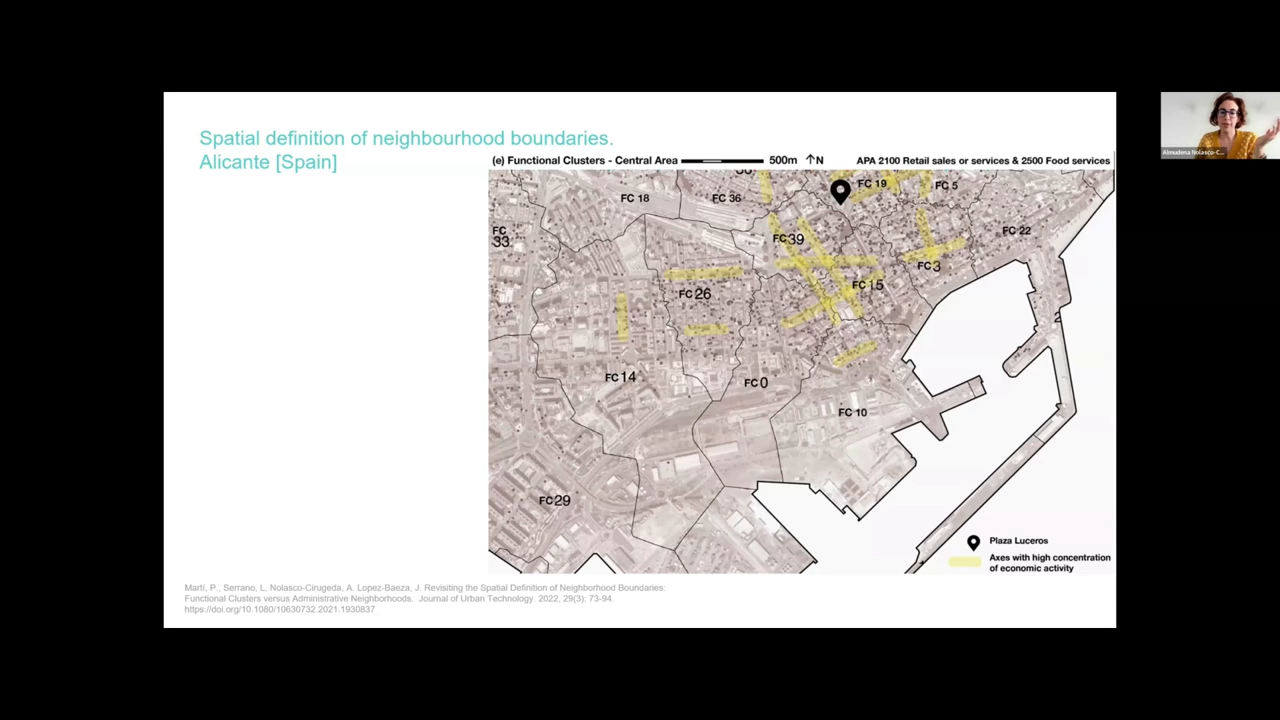 Spatial definition of neighbourhood boundaries.
Alicante [Spain]
(e) Functional Clusters - Central Area 500m N APA 2100 Retail sales or services & 2500 Food services
FC 18
FC 36
FC 19
FC 5
FC
33
FC 39
FC 22
FC 3
FC 26
FC 15
FC 14
FC 0
FC 10
FC 29
Plaza Luceros
Axes with high concentration
of economic activity
Martí, P., Serrano, L, Nolasco-Cirugeda, A. Lopez-Baeza, J. Revisiting the Spatial Definition of Neighborhood Boundaries:
Functional Clusters versus Administrative Neighborhoods. Journal of Urban Technology. 2022, 29(3): 73-94.
https://doi.org/10.1080/10630732.2021.1930837
Almudena Nolasco-C...